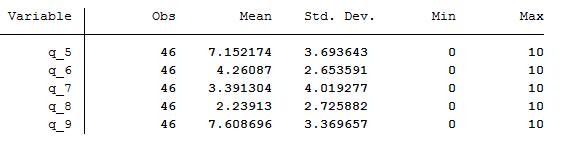 Variable Obs Mean Std. Dev. Min Max
q_5 46 7.152174 3.693643 0 10
q_6 46 4.26087 2.653591 0 10
q_7 46 3.391304 4.019277 0 10
q_8 46 2.23913 2.725882 0 10
q_9 46 7.608696 3.369657 0 10